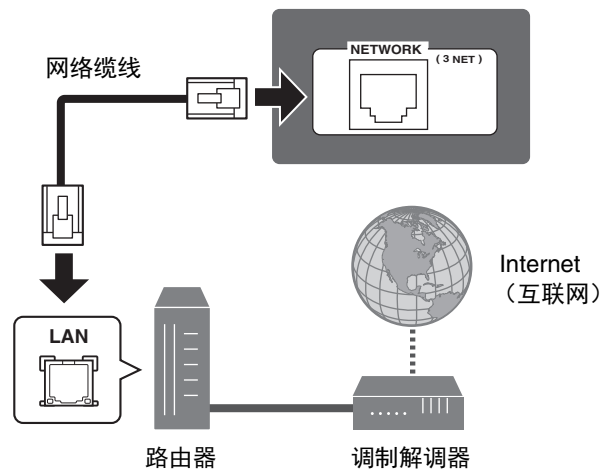 网络缆线
NETWORK
( 3 NET )
Internet
（互联网）
LAN
路由器
调制解调器